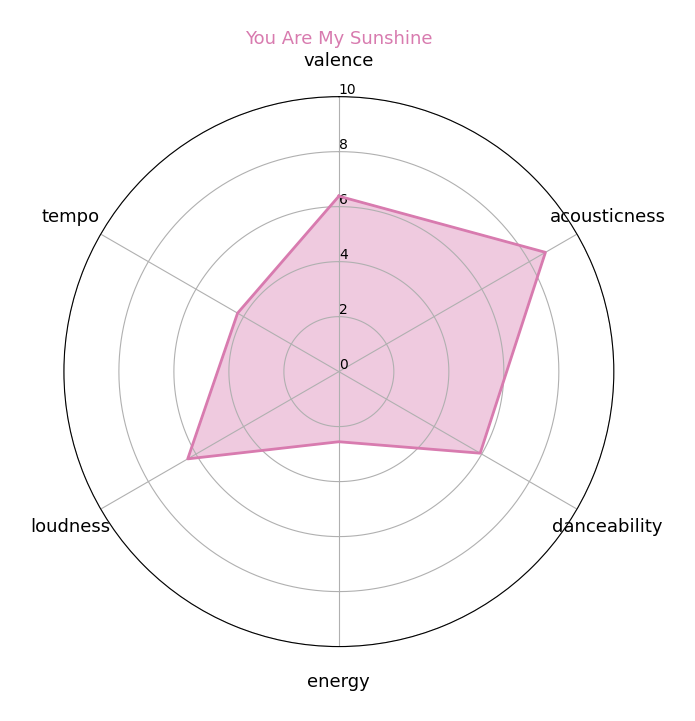 You Are My Sunshine
valence
10
8
6
4
2
0
tempo
acousticness
loudness
danceability
energy